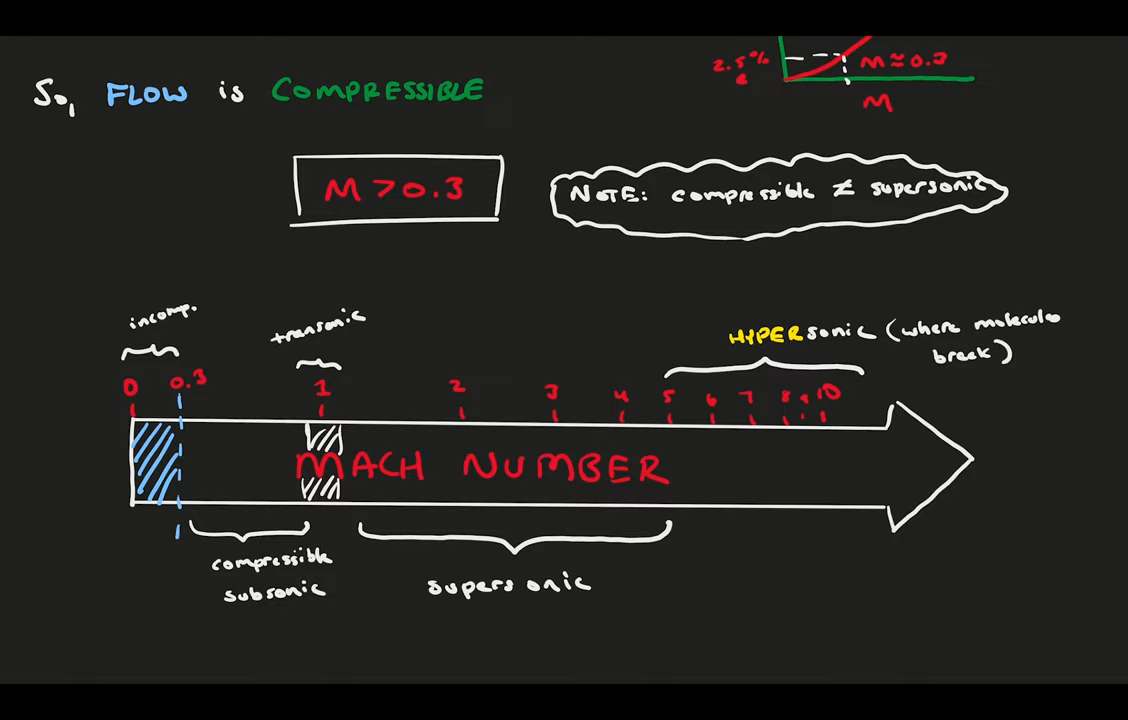 2.5%
M≈0.3
M
So, FLOW is COMPRESSIBLE
M > 0.3
NOTE: compressible ≠ supersonic
incomp.
transonic
HYPERsonic (where molecules
break)
0 0.3 1 2 3 4 5 6 7 8 9 10
MACH NUMBER
compressible
subsonic
supersonic